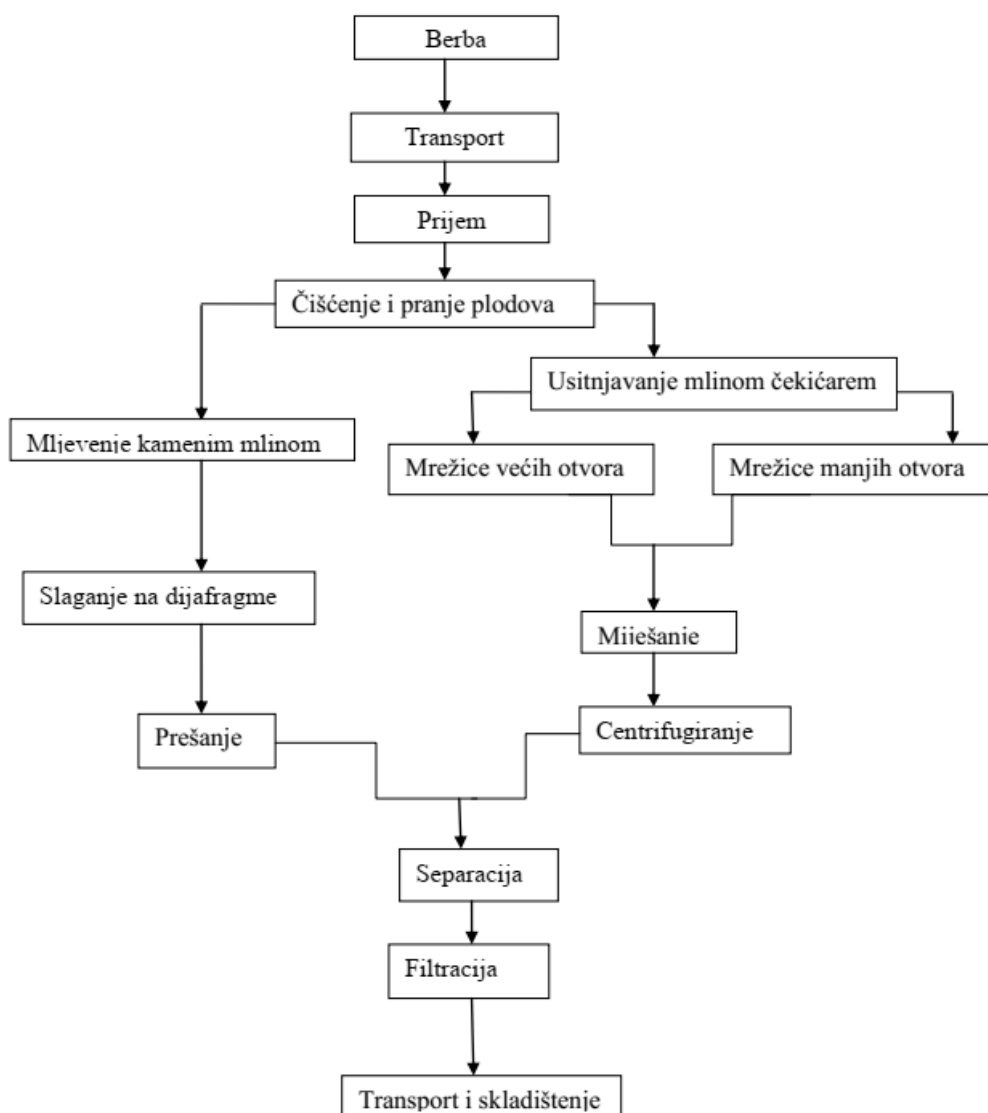 Berba
Transport
Prijem
Čišćenje i pranje plodova
Usitnjavanje mlinom čekićarem
Mljevenje kamenim mlinom
Mrežice većih otvora
Mrežice manjih otvora
Slaganje na dijafragme
Miješanje
Prešanje
Centrifugiranje
Separacija
Filtracija
Transport i skladištenje